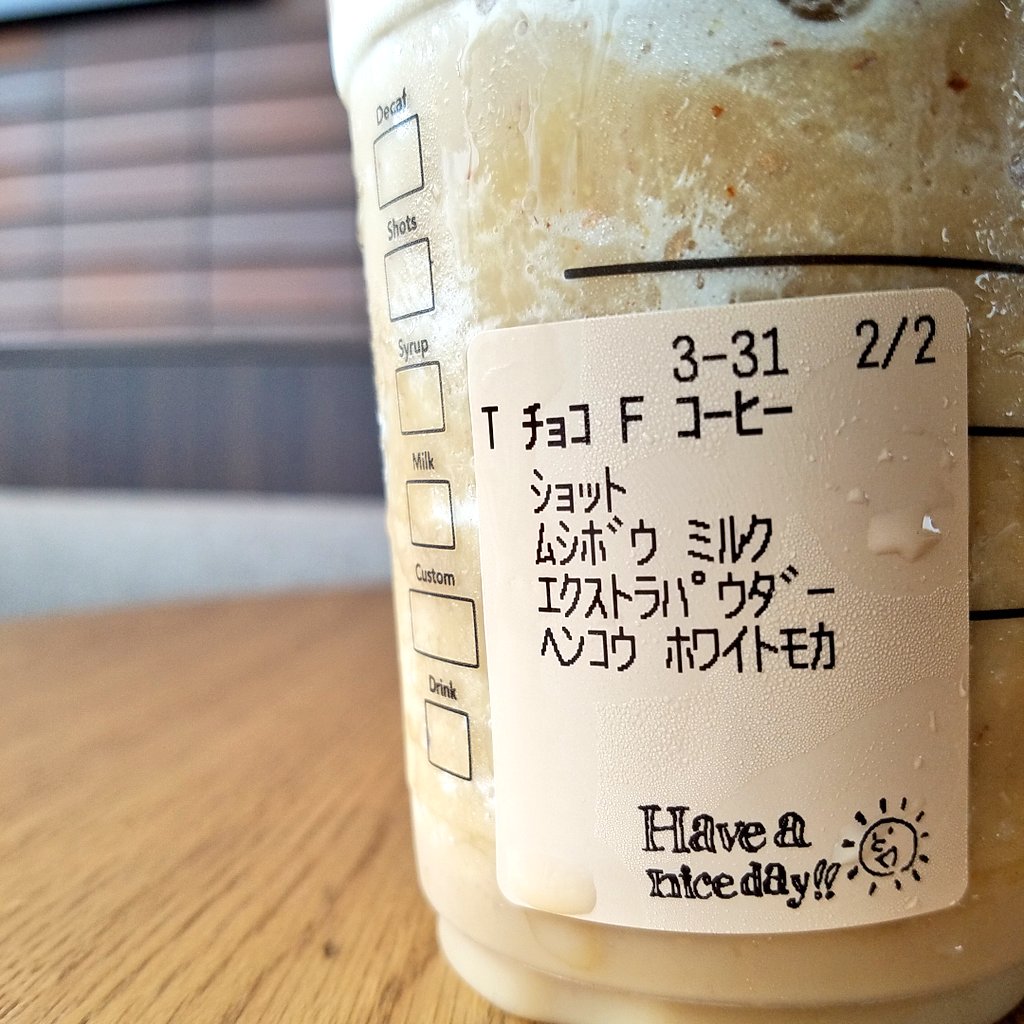 Decaf
Shots
Syrup
Milk
Custom
Drink
3-31 2/2
T チョコ F コーヒー
ショット
ムシボウ ミルク
エクストラパウダー
ヘンコウ ホワイトモカ
Have a
nice day!!